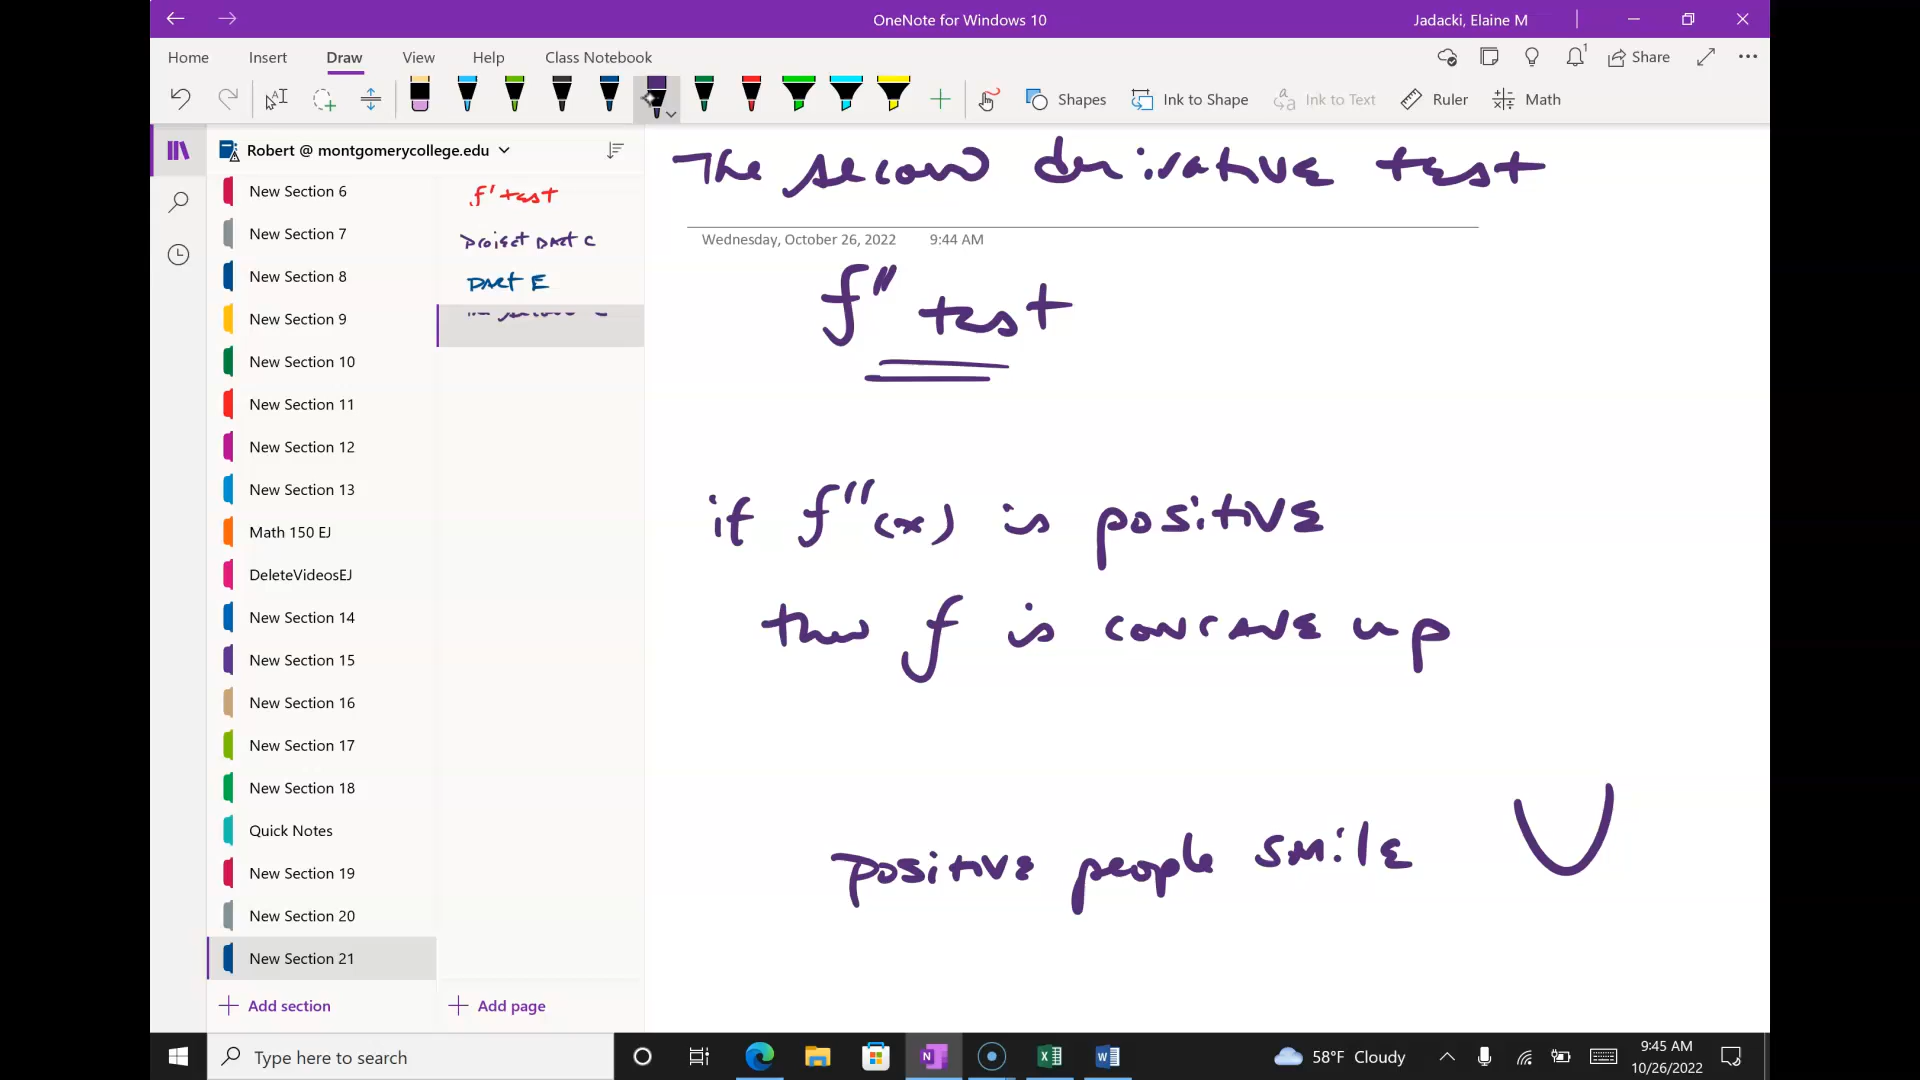 OneNote for Windows 10
Jadacki, Elaine M
Home Insert Draw View Help Class Notebook
1
Share
Shapes Ink to Shape Ink to Text Ruler Math
Robert @ montgomerycollege.edu
New Section 6
New Section 7
New Section 8
New Section 9
New Section 10
New Section 11
New Section 12
New Section 13
Math 150 EJ
DeleteVideosEJ
New Section 14
New Section 15
New Section 16
New Section 17
New Section 18
Quick Notes
New Section 19
New Section 20
New Section 21
Add section
f' test
Project Part C
Part E
Add page
The second derivative test
Wednesday, October 26, 2022 9:44 AM
f'' test
if f''(x) is positive
then f is concave up
positive people smile
Type here to search
58°F Cloudy
9:45 AM
10/26/2022